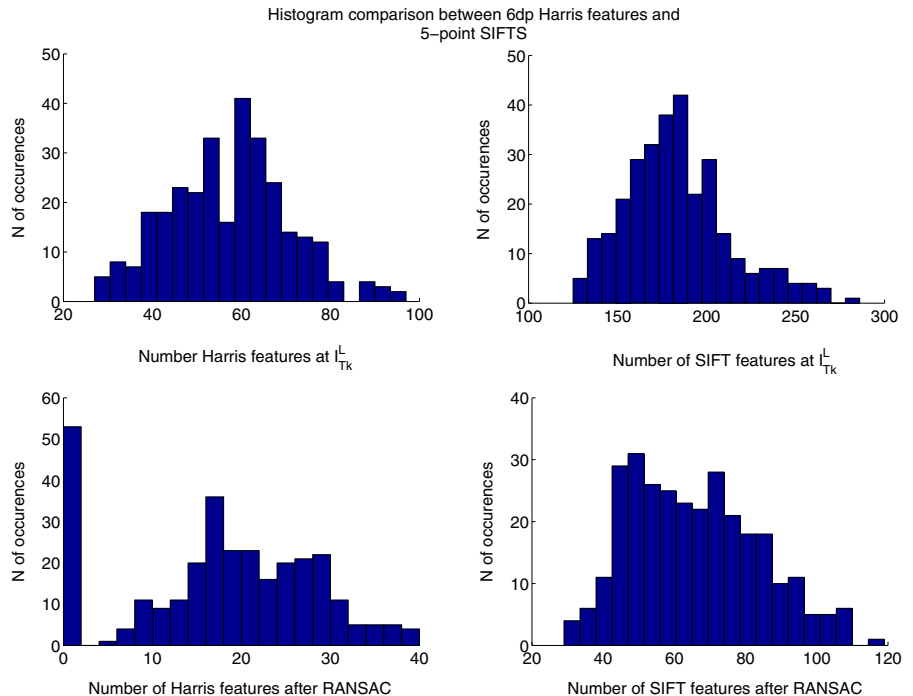 Histogram comparison between 6dp Harris features and
5−point SIFTS
50
40
30
20
10
0
N of occurences
20 40 60 80 100
Number Harris features at I^L_Tk
50
40
30
20
10
0
N of occurences
100 150 200 250 300
Number of SIFT features at I^L_Tk
60
50
40
30
20
10
0
N of occurences
0 10 20 30 40
Number of Harris features after RANSAC
40
30
20
10
0
N of occurences
20 40 60 80 100 120
Number of SIFT features after RANSAC